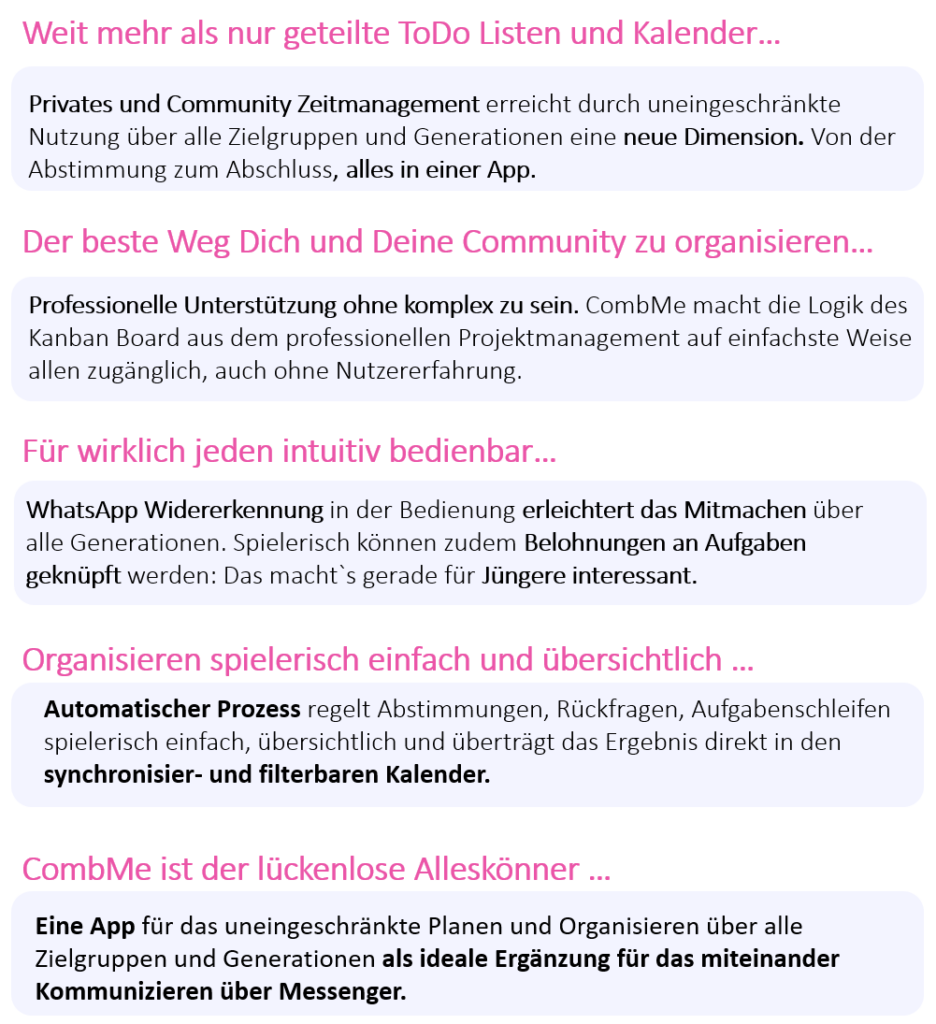 Weit mehr als nur geteilte ToDo Listen und Kalender...
Privates und Community Zeitmanagement erreicht durch uneingeschränkte
Nutzung über alle Zielgruppen und Generationen eine neue Dimension. Von der
Abstimmung zum Abschluss, alles in einer App.
Der beste Weg Dich und Deine Community zu organisieren...
Professionelle Unterstützung ohne komplex zu sein. CombMe macht die Logik des
Kanban Board aus dem professionellen Projektmanagement auf einfachste Weise
allen zugänglich, auch ohne Nutzererfahrung.
Für wirklich jeden intuitiv bedienbar...
WhatsApp Widererkennung in der Bedienung erleichtert das Mitmachen über
alle Generationen. Spielerisch können zudem Belohnungen an Aufgaben
geknüpft werden: Das macht`s gerade für Jüngere interessant.
Organisieren spielerisch einfach und übersichtlich ...
Automatischer Prozess regelt Abstimmungen, Rückfragen, Aufgabenschleifen
spielerisch einfach, übersichtlich und überträgt das Ergebnis direkt in den
synchronisier- und filterbaren Kalender.
CombMe ist der lückenlose Alleskönner ...
Eine App für das uneingeschränkte Planen und Organisieren über alle
Zielgruppen und Generationen als ideale Ergänzung für das miteinander
Kommunizieren über Messenger.